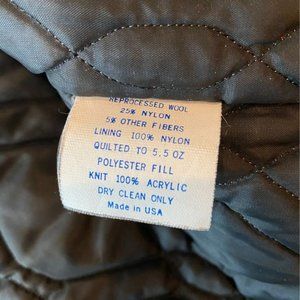 REPROCESSED WOOL
25% NYLON
5% OTHER FIBERS
LINING 100% NYLON
QUILTED TO 5.5 OZ
POLYESTER FILL
KNIT 100% ACRYLIC
DRY CLEAN ONLY
Made in USA